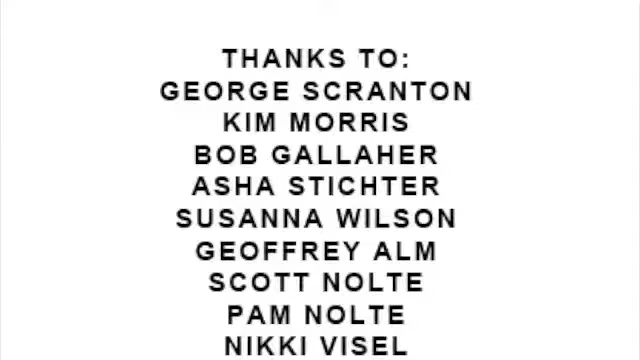 THANKS TO:
GEORGE SCRANTON
KIM MORRIS
BOB GALLAHER
ASHA STICHTER
SUSANNA WILSON
GEOFFREY ALM
SCOTT NOLTE
PAM NOLTE
NIKKI VISEL